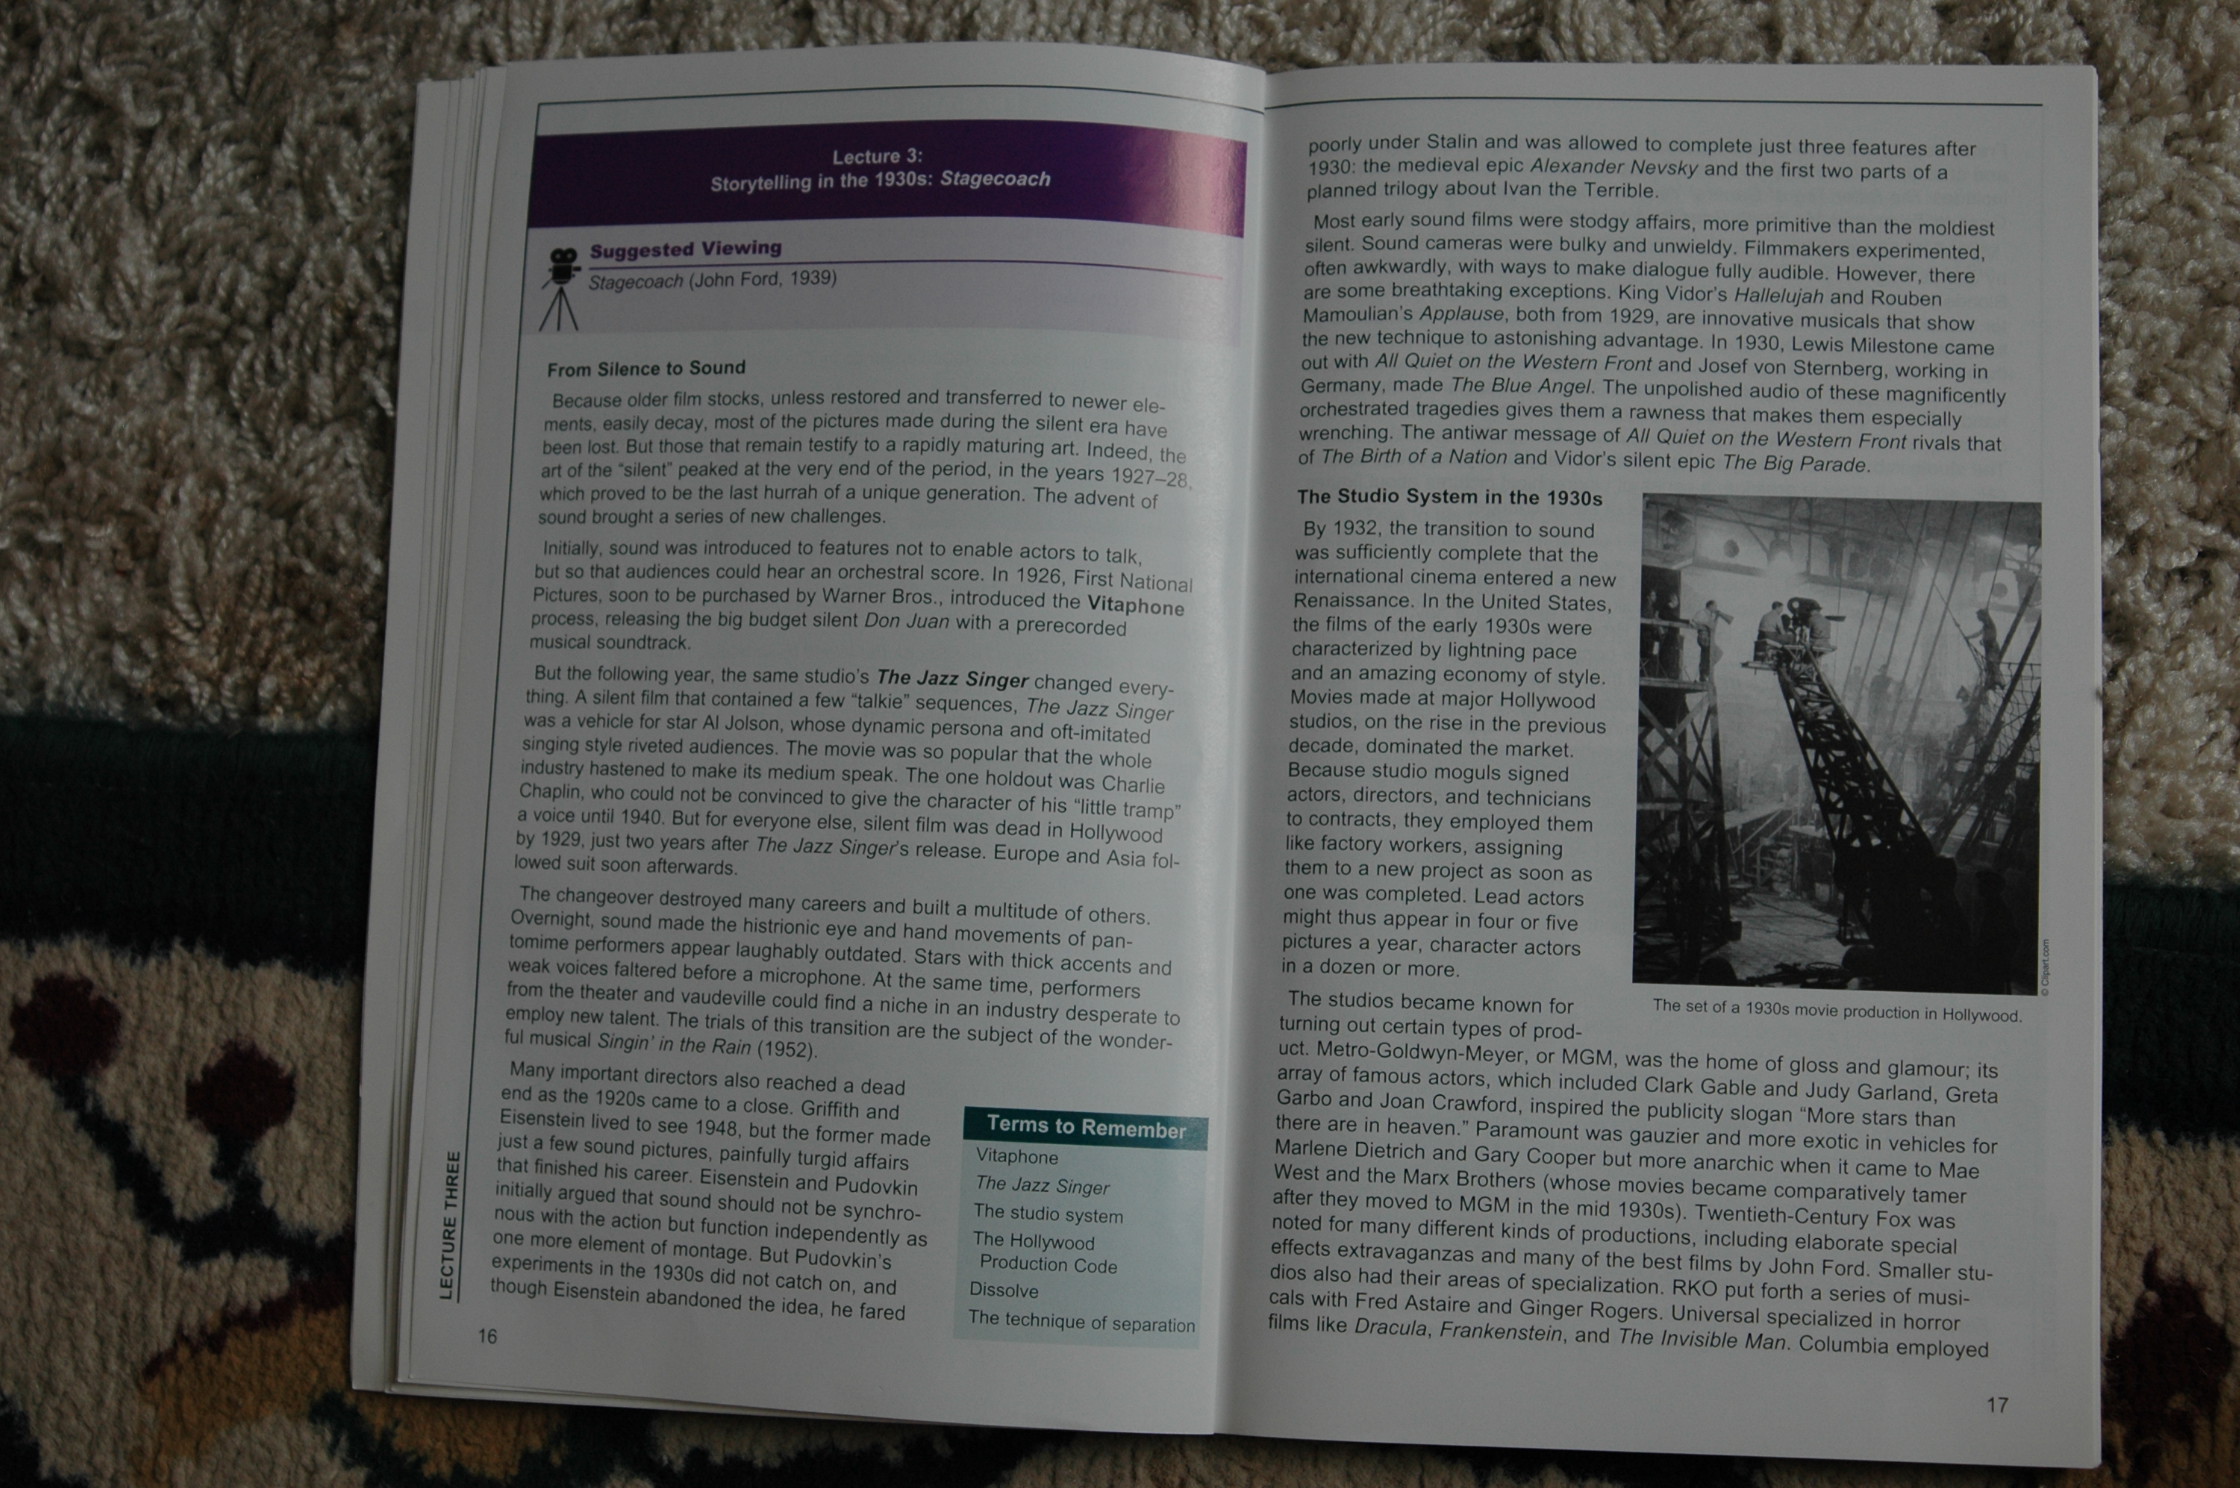 Lecture 3:
Storytelling in the 1930s: Stagecoach
Suggested Viewing
Stagecoach (John Ford, 1939)
From Silence to Sound
Because older film stocks, unless restored and transferred to newer ele-
ments, easily decay, most of the pictures made during the silent era have
been lost. But those that remain testify to a rapidly maturing art. Indeed, the
art of the “silent” peaked at the very end of the period, in the years 1927–28,
which proved to be the last hurrah of a unique generation. The advent of
sound brought a series of new challenges.
Initially, sound was introduced to features not to enable actors to talk,
but so that audiences could hear an orchestral score. In 1926, First National
Pictures, soon to be purchased by Warner Bros., introduced the Vitaphone
process, releasing the big budget silent Don Juan with a prerecorded
musical soundtrack.
But the following year, the same studio’s The Jazz Singer changed every-
thing. A silent film that contained a few “talkie” sequences, The Jazz Singer
was a vehicle for star Al Jolson, whose dynamic persona and oft-imitated
singing style riveted audiences. The movie was so popular that the whole
industry hastened to make its medium speak. The one holdout was Charlie
Chaplin, who could not be convinced to give the character of his “little tramp”
a voice until 1940. But for everyone else, silent film was dead in Hollywood
by 1929, just two years after The Jazz Singer’s release. Europe and Asia fol-
lowed suit soon afterwards.
The changeover destroyed many careers and built a multitude of others.
Overnight, sound made the histrionic eye and hand movements of pan-
tomime performers appear laughably outdated. Stars with thick accents and
weak voices faltered before a microphone. At the same time, performers
from the theater and vaudeville could find a niche in an industry desperate to
employ new talent. The trials of this transition are the subject of the wonder-
ful musical Singin’ in the Rain (1952).
Many important directors also reached a dead
end as the 1920s came to a close. Griffith and
Eisenstein lived to see 1948, but the former made
just a few sound pictures, painfully turgid affairs
that finished his career. Eisenstein and Pudovkin
initially argued that sound should not be synchro-
nous with the action but function independently as
one more element of montage. But Pudovkin’s
experiments in the 1930s did not catch on, and
though Eisenstein abandoned the idea, he fared
Terms to Remember
Vitaphone
The Jazz Singer
The studio system
The Hollywood
Production Code
Dissolve
The technique of separation
LECTURE THREE
16
poorly under Stalin and was allowed to complete just three features after
1930: the medieval epic Alexander Nevsky and the first two parts of a
planned trilogy about Ivan the Terrible.
Most early sound films were stodgy affairs, more primitive than the moldiest
silent. Sound cameras were bulky and unwieldy. Filmmakers experimented,
often awkwardly, with ways to make dialogue fully audible. However, there
are some breathtaking exceptions. King Vidor’s Hallelujah and Rouben
Mamoulian’s Applause, both from 1929, are innovative musicals that show
the new technique to astonishing advantage. In 1930, Lewis Milestone came
out with All Quiet on the Western Front and Josef von Sternberg, working in
Germany, made The Blue Angel. The unpolished audio of these magnificently
orchestrated tragedies gives them a rawness that makes them especially
wrenching. The antiwar message of All Quiet on the Western Front rivals that
of The Birth of a Nation and Vidor’s silent epic The Big Parade.
The Studio System in the 1930s
By 1932, the transition to sound
was sufficiently complete that the
international cinema entered a new
Renaissance. In the United States,
the films of the early 1930s were
characterized by lightning pace
and an amazing economy of style.
Movies made at major Hollywood
studios, on the rise in the previous
decade, dominated the market.
Because studio moguls signed
actors, directors, and technicians
to contracts, they employed them
like factory workers, assigning
them to a new project as soon as
one was completed. Lead actors
might thus appear in four or five
pictures a year, character actors
in a dozen or more.
© Clipart.com
The set of a 1930s movie production in Hollywood.
The studios became known for
turning out certain types of prod-
uct. Metro-Goldwyn-Meyer, or MGM, was the home of gloss and glamour; its
array of famous actors, which included Clark Gable and Judy Garland, Greta
Garbo and Joan Crawford, inspired the publicity slogan “More stars than
there are in heaven.” Paramount was gauzier and more exotic in vehicles for
Marlene Dietrich and Gary Cooper but more anarchic when it came to Mae
West and the Marx Brothers (whose movies became comparatively tamer
after they moved to MGM in the mid 1930s). Twentieth-Century Fox was
noted for many different kinds of productions, including elaborate special
effects extravaganzas and many of the best films by John Ford. Smaller stu-
dios also had their areas of specialization. RKO put forth a series of musi-
cals with Fred Astaire and Ginger Rogers. Universal specialized in horror
films like Dracula, Frankenstein, and The Invisible Man. Columbia employed
17